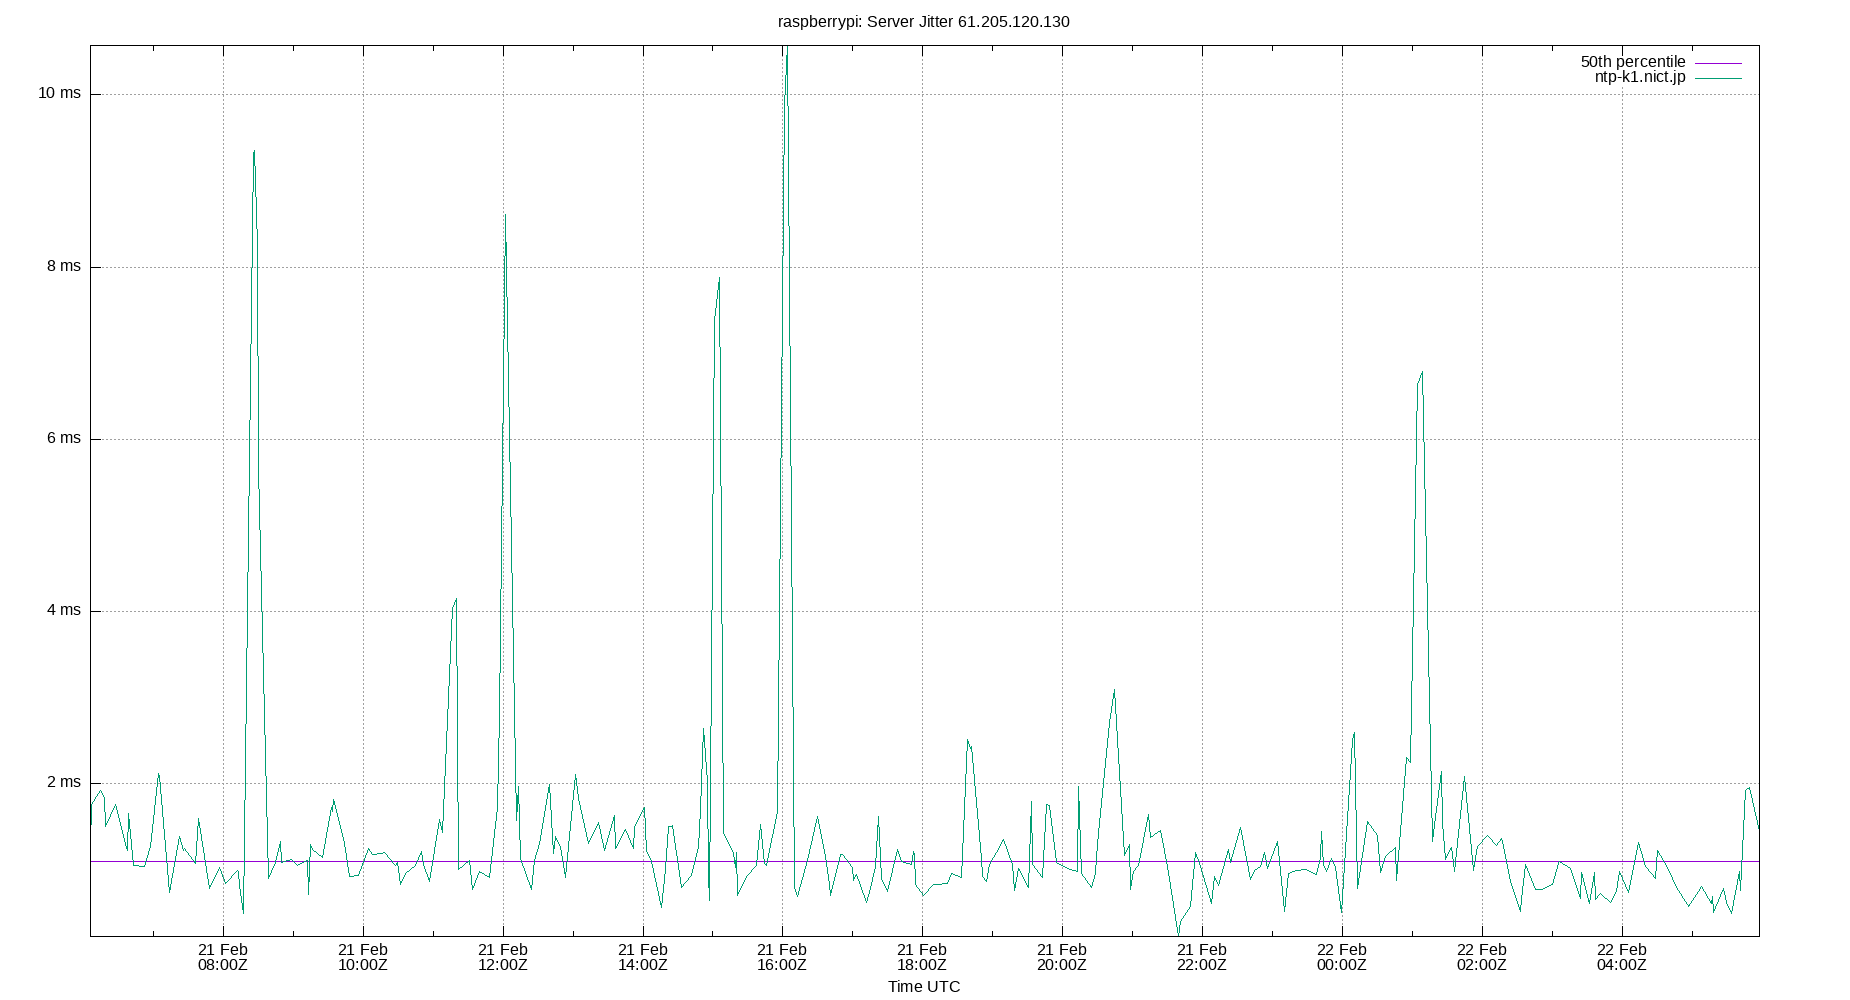 raspberrypi: Server Jitter 61.205.120.130
50th percentile
ntp-k1.nict.jp
10 ms
8 ms
6 ms
4 ms
2 ms
21 Feb 21 Feb 21 Feb 21 Feb 21 Feb 21 Feb 21 Feb 21 Feb 22 Feb 22 Feb 22 Feb
08:00Z 10:00Z 12:00Z 14:00Z 16:00Z 18:00Z 20:00Z 22:00Z 00:00Z 02:00Z 04:00Z
Time UTC